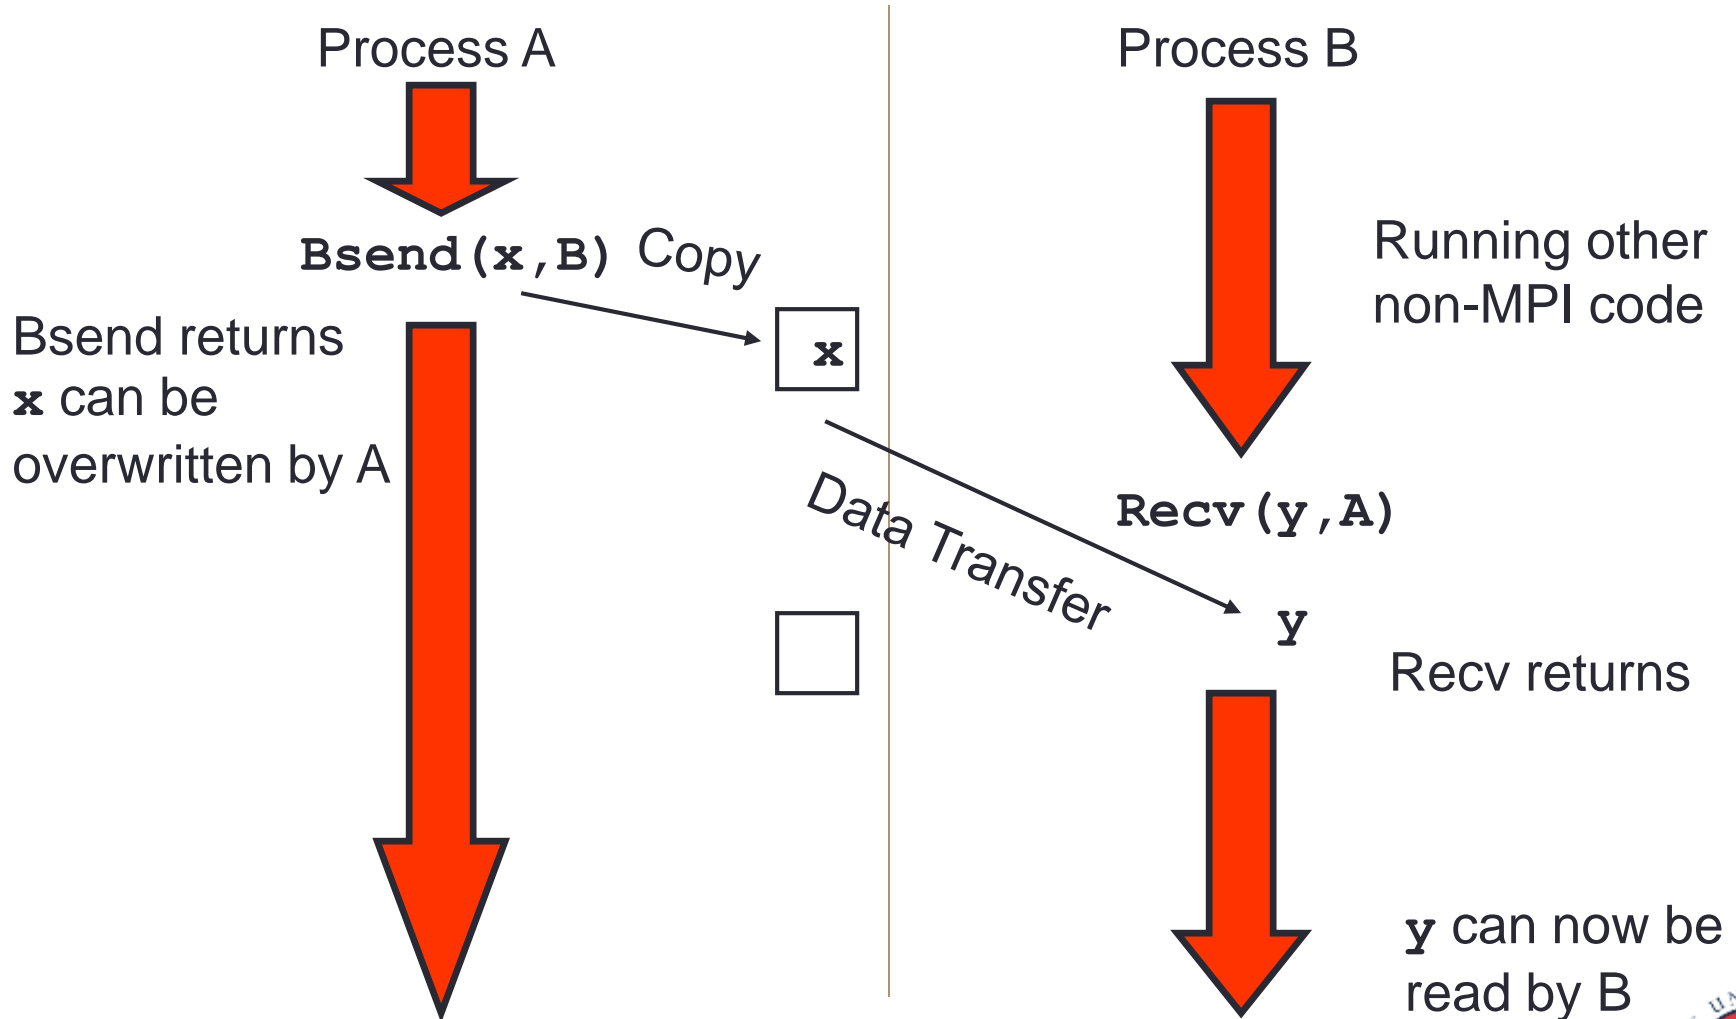 Process A
Process B
Bsend(x,B)
Copy
Running other
non-MPI code
Bsend returns
x can be
overwritten by A
x
Data Transfer
Recv(y,A)
y
Recv returns
y can now be
read by B